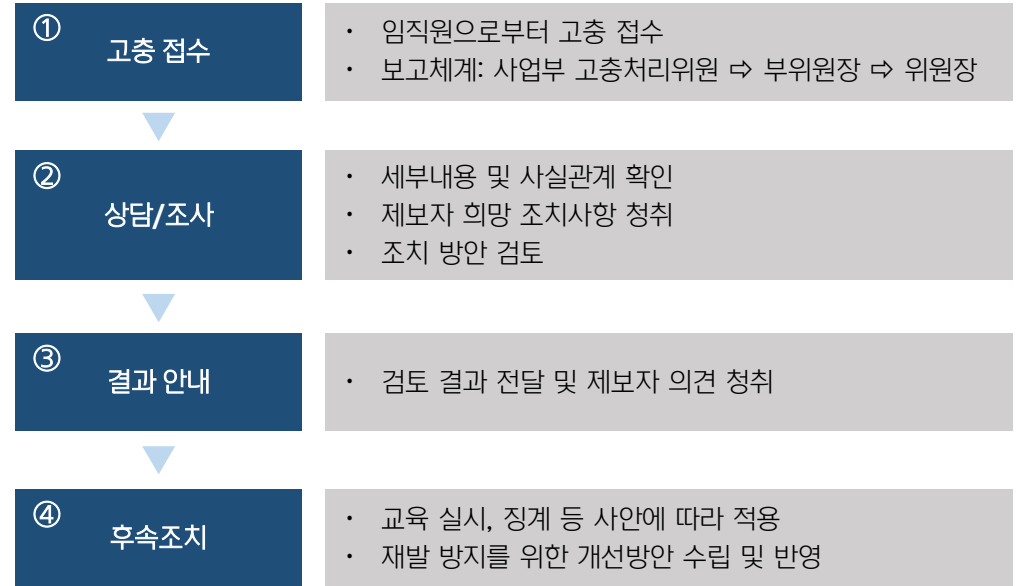 ①
고충 접수
· 임직원으로부터 고충 접수
· 보고체계: 사업부 고충처리위원 ⇨ 부위원장 ⇨ 위원장
②
상담/조사
· 세부내용 및 사실관계 확인
· 제보자 희망 조치사항 청취
· 조치 방안 검토
③
결과 안내
· 검토 결과 전달 및 제보자 의견 청취
④
후속조치
· 교육 실시, 징계 등 사안에 따라 적용
· 재발 방지를 위한 개선방안 수립 및 반영